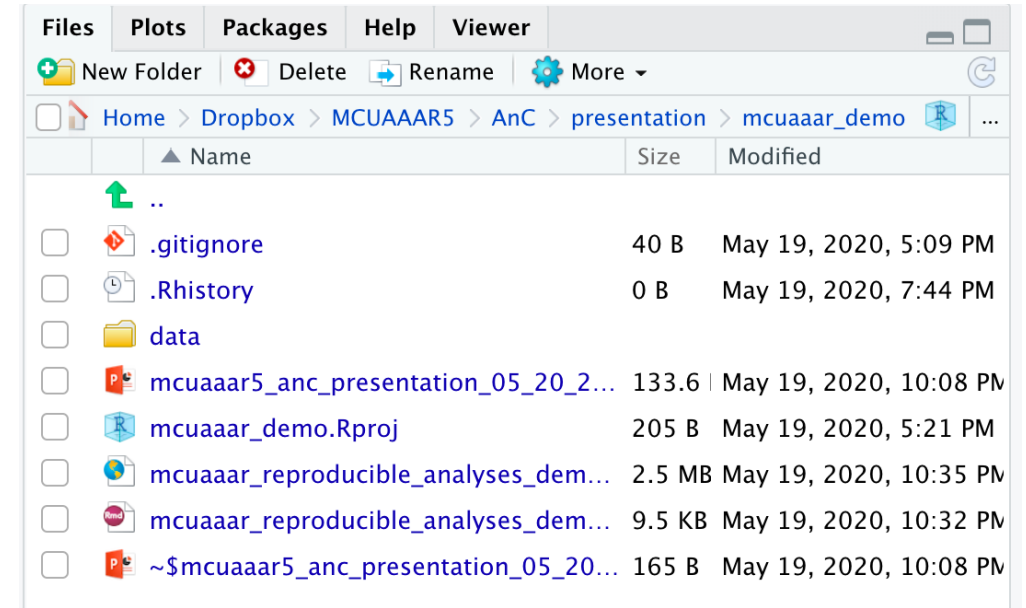 Files Plots Packages Help Viewer
New Folder Delete Rename More
Home > Dropbox > MCUAAAR5 > AnC > presentation > mcuaaar_demo R ...
Name Size Modified
..
.gitignore 40 B May 19, 2020, 5:09 PM
.Rhistory 0 B May 19, 2020, 7:44 PM
data
mcuaaar5_anc_presentation_05_20_2... 133.6 May 19, 2020, 10:08 PM
R mcuaaar_demo.Rproj 205 B May 19, 2020, 5:21 PM
mcuaaar_reproducible_analyses_dem... 2.5 MB May 19, 2020, 10:35 PM
Rmd mcuaaar_reproducible_analyses_dem... 9.5 KB May 19, 2020, 10:32 PM
~$mcuaaar5_anc_presentation_05_20... 165 B May 19, 2020, 10:08 PM